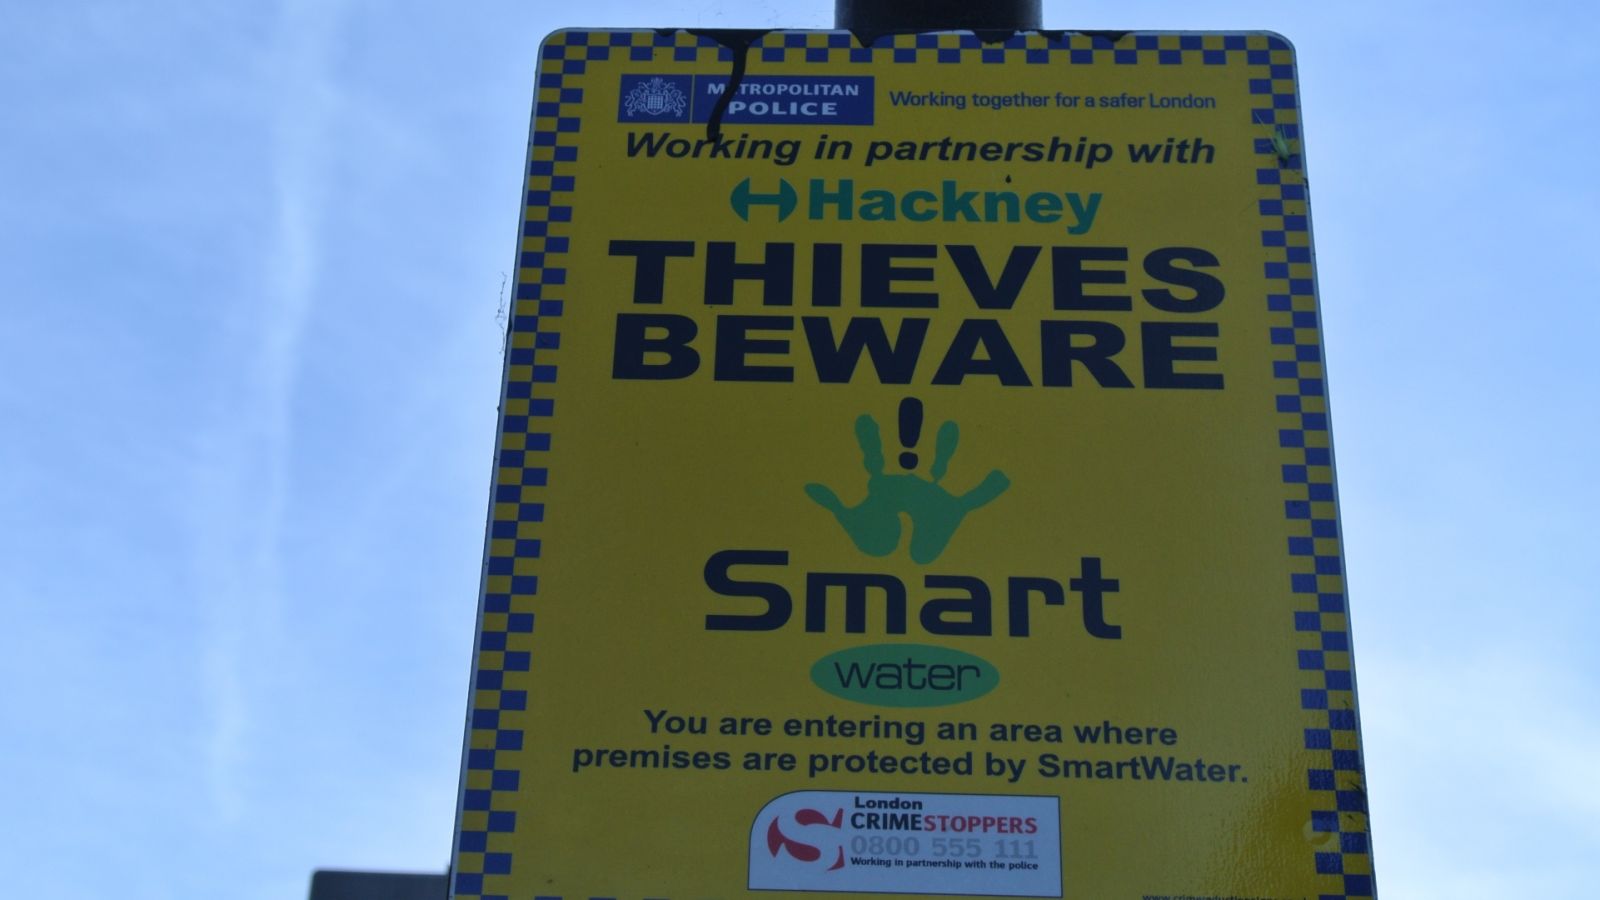 METROPOLITAN
POLICE
Working together for a safer London
Working in partnership with
Hackney
THIEVES
BEWARE
!
Smart
water
You are entering an area where
premises are protected by SmartWater.
London
CRIMESTOPPERS
0800 555 111
Working in partnership with the police